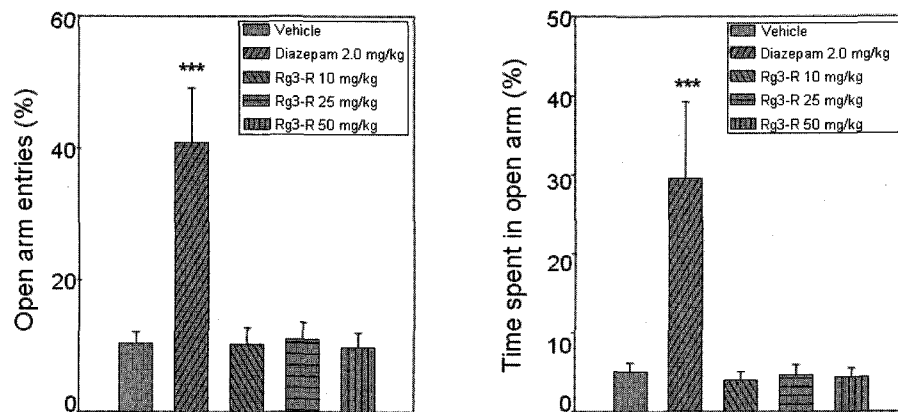 60
40
20
0
Open arm entries (%)
***
Vehicle
Diazepam 2.0 mg/kg
Rg3-R 10 mg/kg
Rg3-R 25 mg/kg
Rg3-R 50 mg/kg
50
40
30
20
10
0
Time spent in open arm (%)
***
Vehicle
Diazepam 2.0 mg/kg
Rg3-R 10 mg/kg
Rg3-R 25 mg/kg
Rg3-R 50 mg/kg